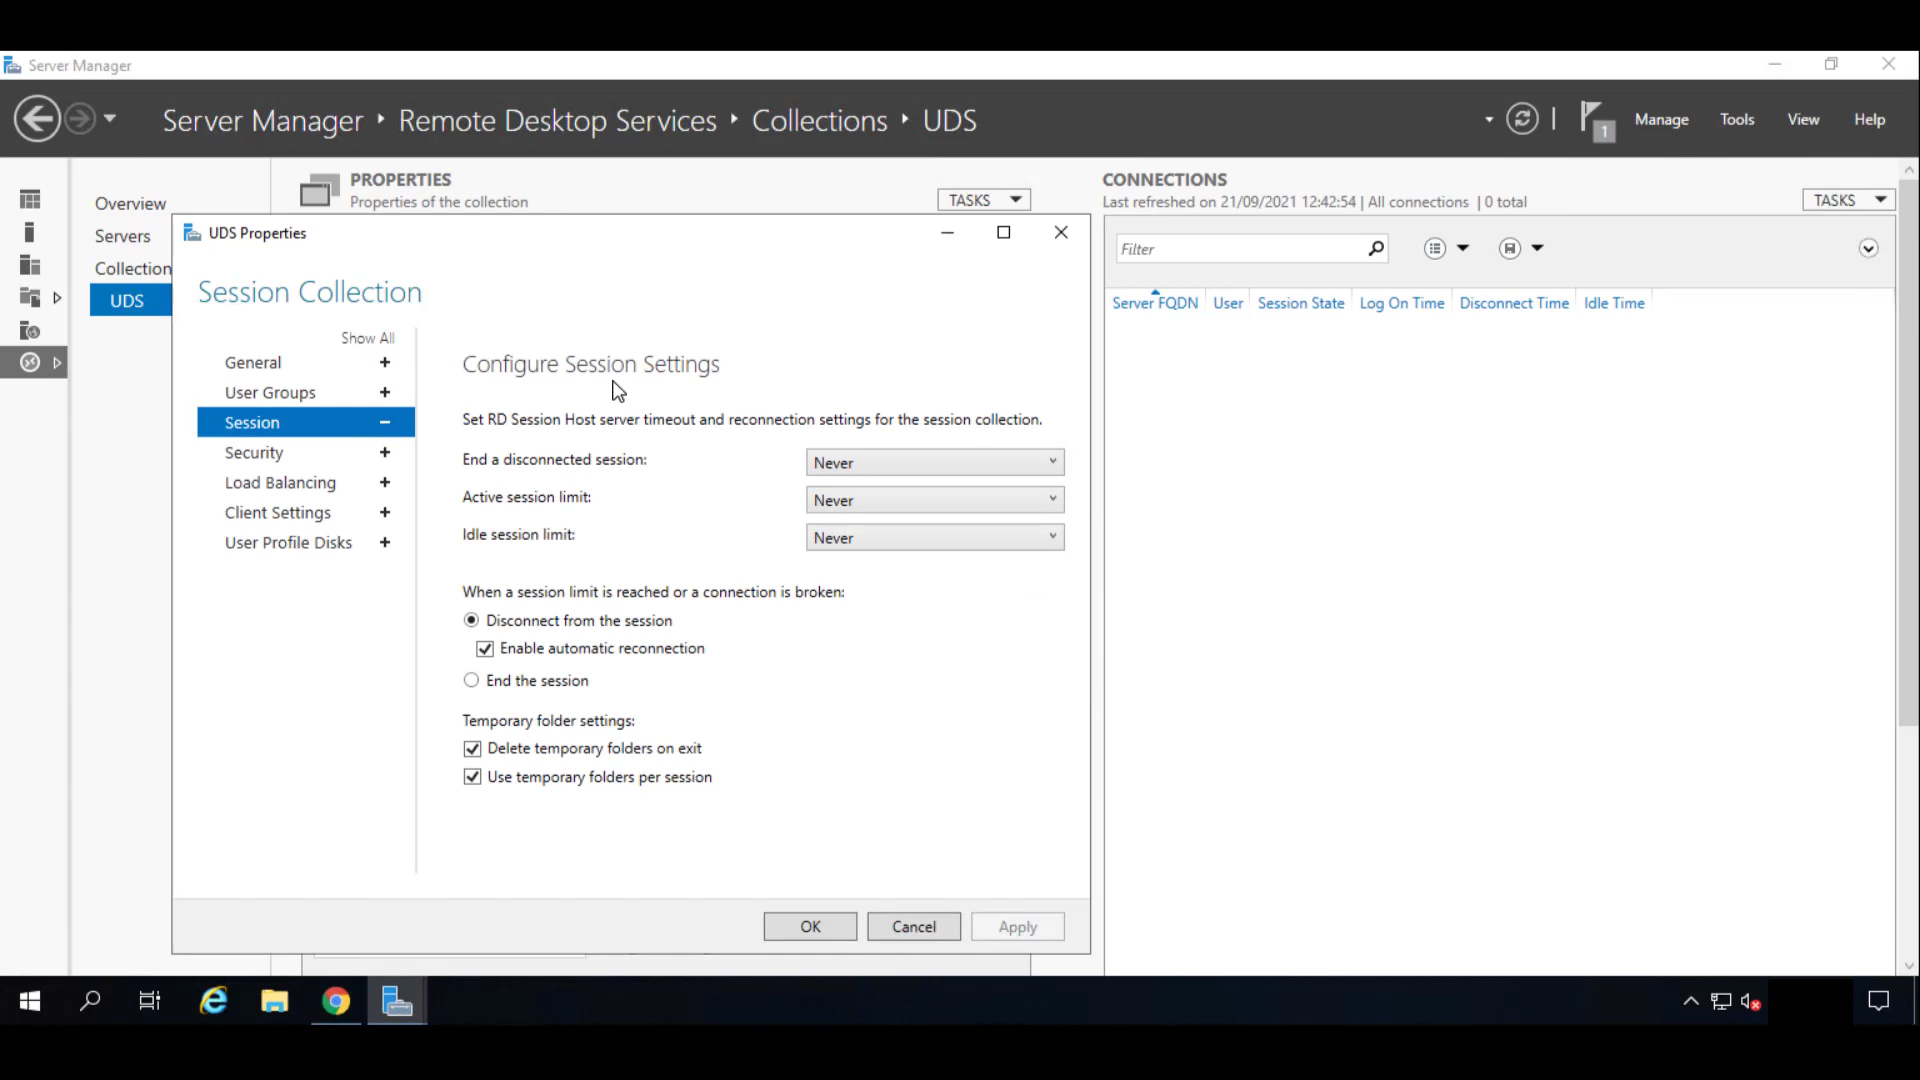 Server Manager
Server Manager ‣ Remote Desktop Services ‣ Collections ‣ UDS
1
Manage Tools View Help
Overview
Servers
Collection
UDS
PROPERTIES
Properties of the collection
TASKS
CONNECTIONS
Last refreshed on 21/09/2021 12:42:54 | All connections | 0 total
TASKS
Filter
Server FQDN User Session State Log On Time Disconnect Time Idle Time
UDS Properties
Session Collection
Show All
General +
User Groups +
Session –
Security +
Load Balancing +
Client Settings +
User Profile Disks +
Configure Session Settings
Set RD Session Host server timeout and reconnection settings for the session collection.
End a disconnected session: Never
Active session limit: Never
Idle session limit: Never
When a session limit is reached or a connection is broken:
Disconnect from the session
Enable automatic reconnection
End the session
Temporary folder settings:
Delete temporary folders on exit
Use temporary folders per session
OK Cancel Apply